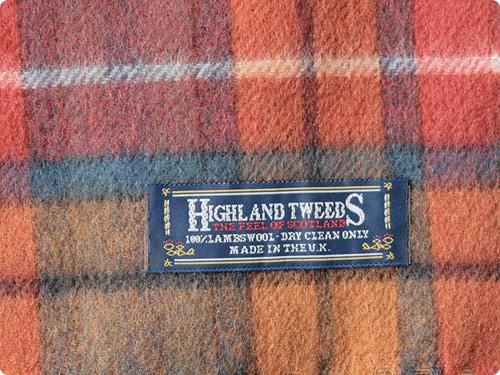 HIGHLAND TWEEDS
THE FEEL OF SCOTLAND
100% LAMBSWOOL - DRY CLEAN ONLY
MADE IN THE U.K.